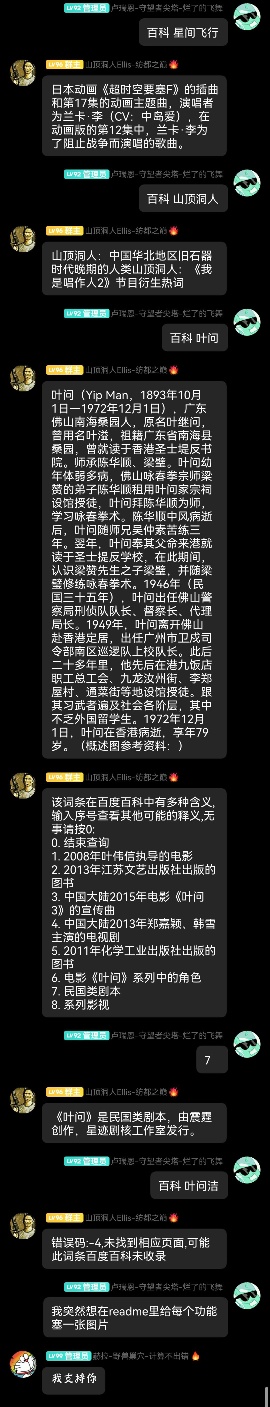 LV92 管理员 卢瑞恩-守望者尖塔-烂了的飞舞
百科 星间飞行
LV96 群主 山顶洞人Ellis-纺都之巅
日本动画《超时空要塞F》的插曲
和第17集的动画主题曲，演唱者
为兰卡·李（CV：中岛爱），在
动画版的第12集中，兰卡·李为
了阻止战争而演唱的歌曲。
LV92 管理员 卢瑞恩-守望者尖塔-烂了的飞舞
百科 山顶洞人
LV96 群主 山顶洞人Ellis-纺都之巅
山顶洞人：中国华北地区旧石器
时代晚期的人类山顶洞人：《我
是唱作人2》节目衍生热词
LV92 管理员 卢瑞恩-守望者尖塔-烂了的飞舞
百科 叶问
LV96 群主 山顶洞人Ellis-纺都之巅
叶问（Yip Man，1893年10月
1日—1972年12月1日），广东
佛山南海桑园人，原名叶继问，
曾用名叶溢，祖籍广东省南海县
桑园，曾就读于香港圣士堤反书
院。师承陈华顺、梁璧。叶问幼
年体弱多病，佛山咏春拳宗师梁
赞的弟子陈华顺租用叶问家宗祠
设馆授徒，叶问拜陈华顺为师，
学习咏春拳术。陈华顺中风病逝
后，叶问随师兄吴仲素苦练三
年。翌年，叶问奉其父命来港就
读于圣士提反学校，在此期间，
认识梁赞先生之子梁璧，并随梁
璧修练咏春拳术。1946年（民
国三十五年），叶问出任佛山警
察局刑侦队队长、督察长、代理
局长。1949年，叶问离开佛山
赴香港定居，出任广州市卫戍司
令部南区巡逻队上校队长。此后
二十多年里，他先后在港九饭店
职工总工会、九龙汝州街、李郑
屋村、通菜街等地设馆授徒。跟
其习武者遍及社会各阶层，其中
不乏外国留学生。1972年12月
1日，叶问在香港病逝，享年79
岁。（概述图参考资料：）
LV96 群主 山顶洞人Ellis-纺都之巅
该词条在百度百科中有多种含义,
输入序号查看其他可能的释义,无
事请按0:
0. 结束查询
1. 2008年叶伟信执导的电影
2. 2013年江苏文艺出版社出版的
图书
3. 中国大陆2015年电影《叶问
3》的宣传曲
4. 中国大陆2013年郑嘉颖、韩雪
主演的电视剧
5. 2011年化学工业出版社出版的
图书
6. 电影《叶问》系列中的角色
7. 民国类剧本
8. 系列影视
LV92 管理员 卢瑞恩-守望者尖塔-烂了的飞舞
7
LV96 群主 山顶洞人Ellis-纺都之巅
《叶问》是民国类剧本，由震霆
创作，星迹剧核工作室发行。
LV92 管理员 卢瑞恩-守望者尖塔-烂了的飞舞
百科 叶问洁
LV96 群主 山顶洞人Ellis-纺都之巅
错误码:-4,未找到相应页面,可能
此词条百度百科未收录
LV92 管理员 卢瑞恩-守望者尖塔-烂了的飞舞
我突然想在readme里给每个功能
塞一张图片
LV99 管理员 赫拉-野兽巢穴-计算不出错
我支持你